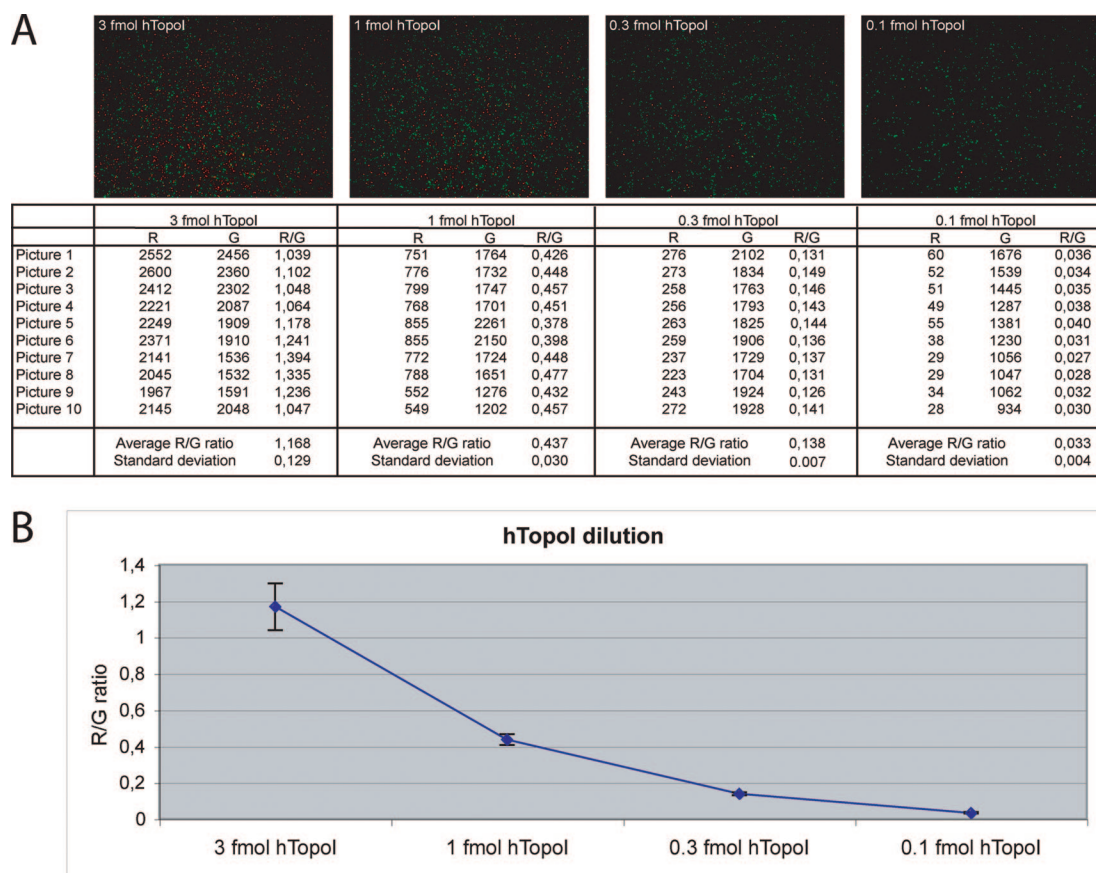 A
3 fmol hTopoI
1 fmol hTopoI
0.3 fmol hTopoI
0.1 fmol hTopoI
3 fmol hTopoI 1 fmol hTopoI 0.3 fmol hTopoI 0.1 fmol hTopoI
R G R/G R G R/G R G R/G R G R/G
Picture 1 2552 2456 1,039 751 1764 0,426 276 2102 0,131 60 1676 0,036
Picture 2 2600 2360 1,102 776 1732 0,448 273 1834 0,149 52 1539 0,034
Picture 3 2412 2302 1,048 799 1747 0,457 258 1763 0,146 51 1445 0,035
Picture 4 2221 2087 1,064 768 1701 0,451 256 1793 0,143 49 1287 0,038
Picture 5 2249 1909 1,178 855 2261 0,378 263 1825 0,144 55 1381 0,040
Picture 6 2371 1910 1,241 855 2150 0,398 259 1906 0,136 38 1230 0,031
Picture 7 2141 1536 1,394 772 1724 0,448 237 1729 0,137 29 1056 0,027
Picture 8 2045 1532 1,335 788 1651 0,477 223 1704 0,131 29 1047 0,028
Picture 9 1967 1591 1,236 552 1276 0,432 243 1924 0,126 34 1062 0,032
Picture 10 2145 2048 1,047 549 1202 0,457 272 1928 0,141 28 934 0,030
Average R/G ratio 1,168 Average R/G ratio 0,437 Average R/G ratio 0,138 Average R/G ratio 0,033
Standard deviation 0,129 Standard deviation 0,030 Standard deviation 0.007 Standard deviation 0,004
B
hTopoI dilution
R/G ratio
1,4
1,2
1
0,8
0,6
0,4
0,2
0
3 fmol hTopoI 1 fmol hTopoI 0.3 fmol hTopoI 0.1 fmol hTopoI